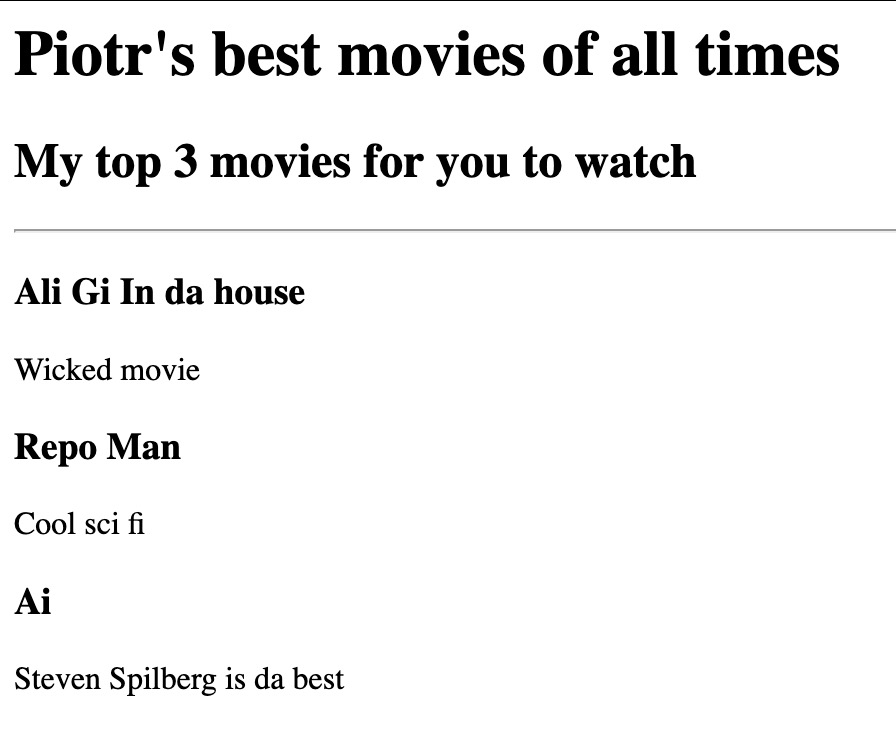 Piotr's best movies of all times
My top 3 movies for you to watch
Ali Gi In da house
Wicked movie
Repo Man
Cool sci fi
Ai
Steven Spilberg is da best